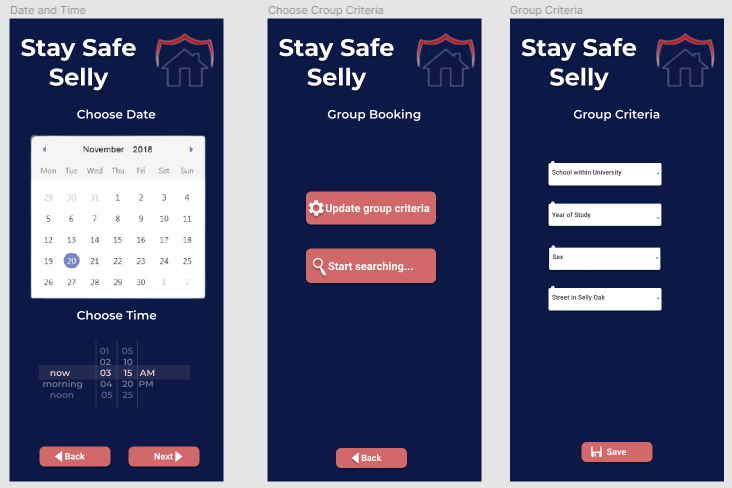 Date and Time
Stay Safe
Selly
Choose Date
November 2018
Mon Tue Wed Thu Fri Sat Sun
29 30 31 1 2 3 4
5 6 7 8 9 10 11
12 13 14 15 16 17 18
19 20 21 22 23 24 25
26 27 28 29 30 1 2
Choose Time
01 05
02 10
now 03 15 AM
morning 04 20 PM
noon 05 25
Back Next
Choose Group Criteria
Stay Safe
Selly
Group Booking
Update group criteria
Start searching...
Back
Group Criteria
Stay Safe
Selly
Group Criteria
School within University
Year of Study
Sex
Street in Selly Oak
Save